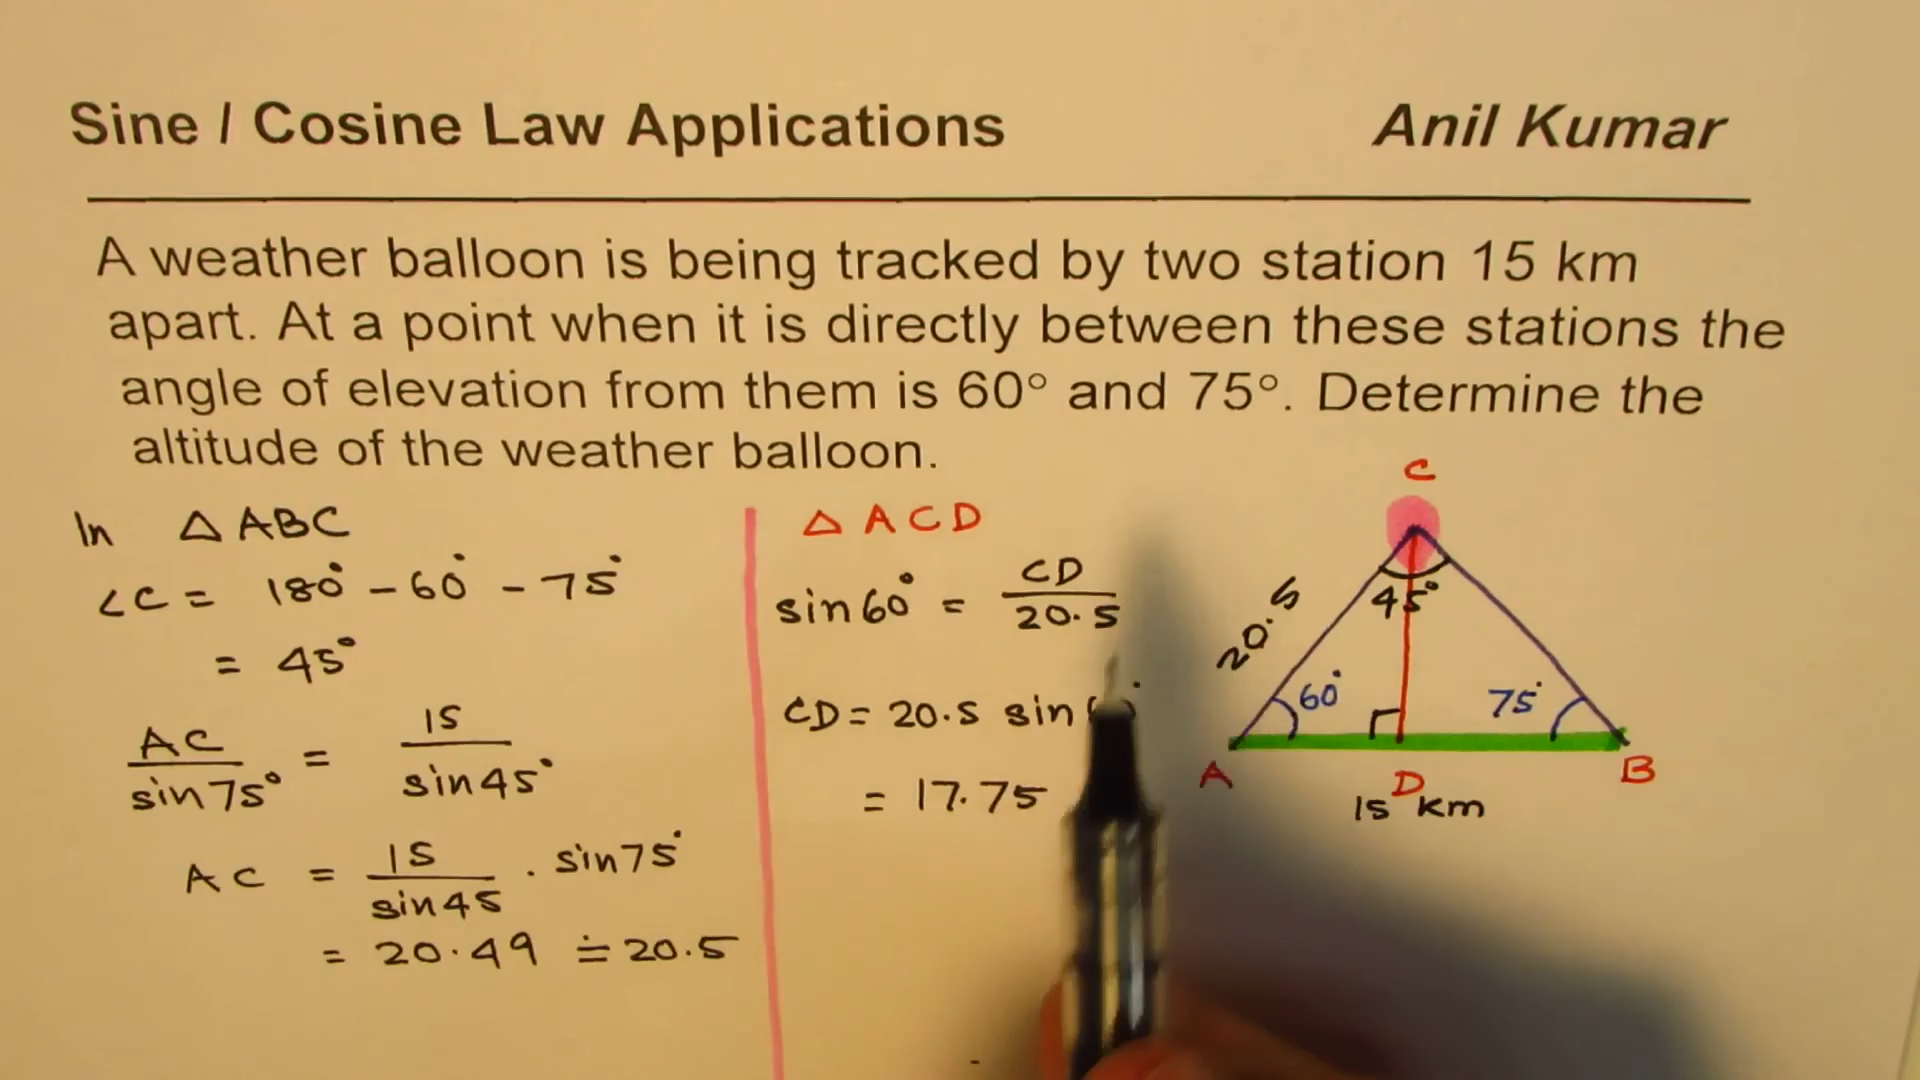 Sine / Cosine Law Applications
Anil Kumar
A weather balloon is being tracked by two station 15 km
apart. At a point when it is directly between these stations the
angle of elevation from them is 60° and 75°. Determine the
altitude of the weather balloon.
In △ ABC
∠C = 180° - 60° - 75°
= 45°
AC / sin75° = 15 / sin45°
AC = 15 / sin45 · sin75°
= 20.49 ≐ 20.5
△ ACD
sin60° = CD / 20.5
CD = 20.5 sin
= 17.75
C
45°
20.5
60°
75°
A
D
B
15 km